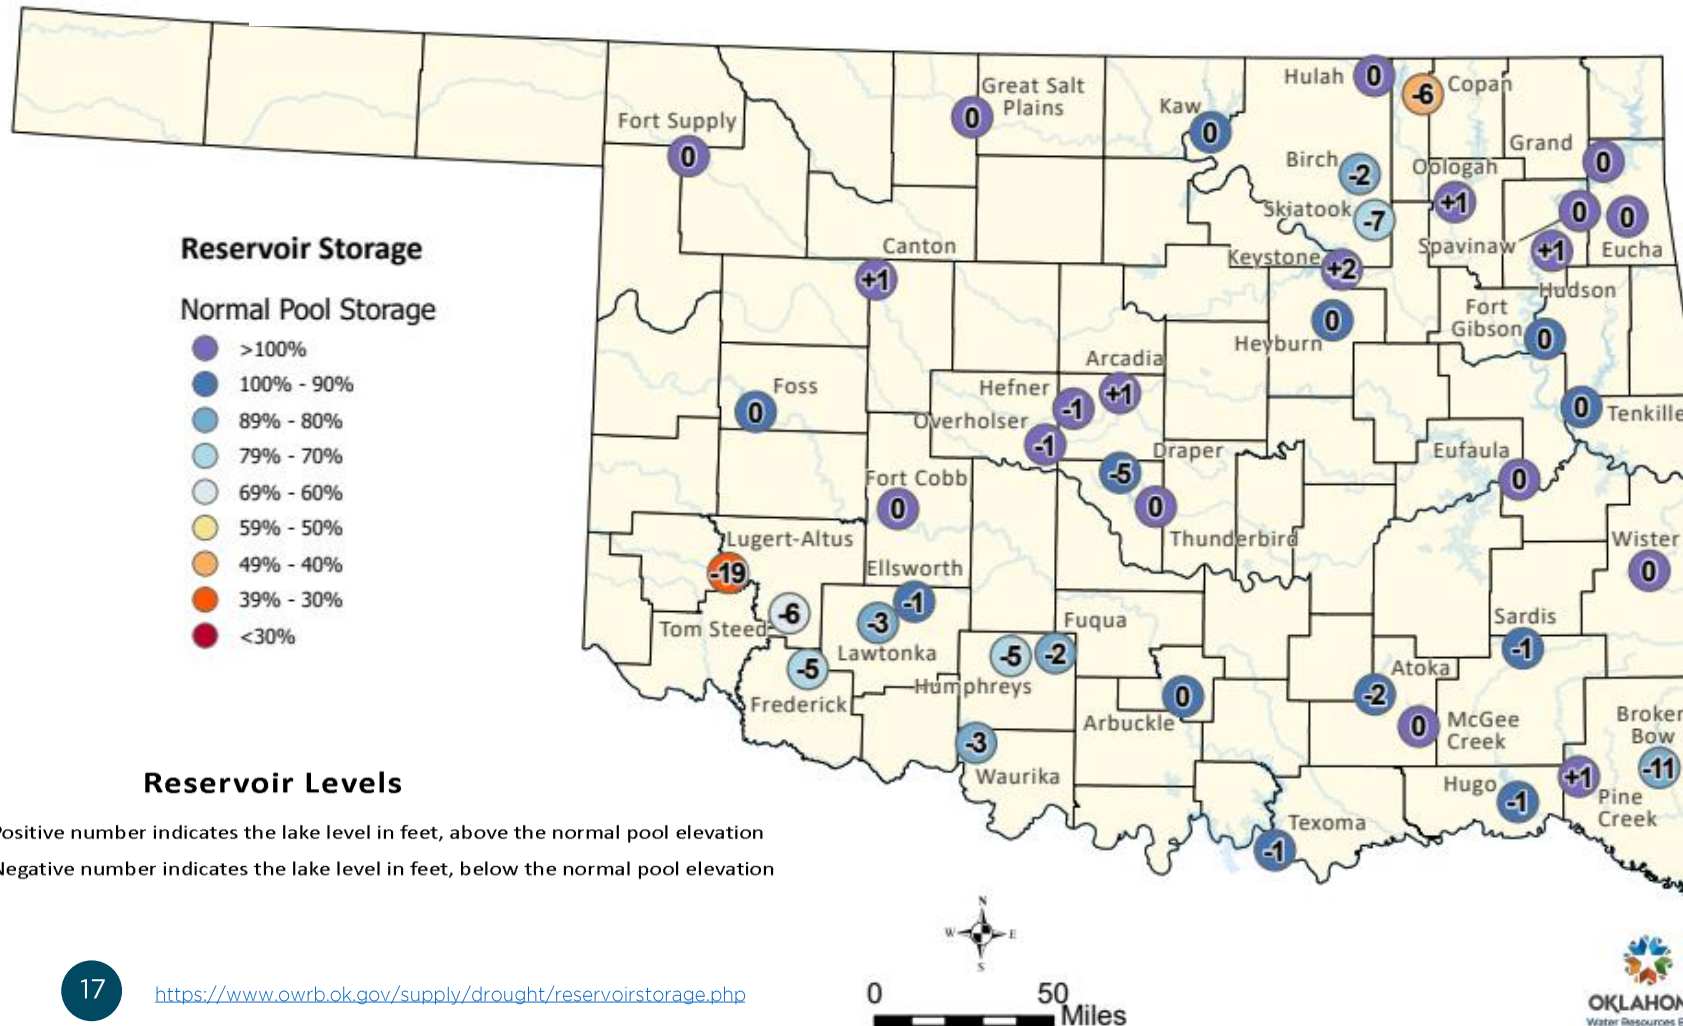 Hulah
0
-6
Copan
Great Salt
Plains
0
Kaw
0
Fort Supply
0
Grand
0
Birch
-2
Oologah
+1
Skiatook
-7
0
0
Spavinaw
+1
Eucha
Reservoir Storage
Canton
+1
Keystone
+2
Hudson
Normal Pool Storage
>100%
100% - 90%
89% - 80%
79% - 70%
69% - 60%
59% - 50%
49% - 40%
39% - 30%
<30%
Fort
Gibson
0
0
Heyburn
Arcadia
+1
Foss
0
Hefner
-1
Overholser
-1
0
Tenkille
Draper
-5
Eufaula
0
Fort Cobb
0
0
Thunderbird
Lugert-Altus
-19
Wister
0
Ellsworth
-1
-6
Tom Steed
-3
Lawtonka
Fuqua
-2
-5
Humphreys
Sardis
-1
-5
Frederick
Atoka
-2
0
Arbuckle
0
McGee
Creek
Broken
Bow
-11
-3
Waurika
Hugo
-1
+1
Pine
Creek
Texoma
-1
Reservoir Levels
Positive number indicates the lake level in feet, above the normal pool elevation
Negative number indicates the lake level in feet, below the normal pool elevation
N
W E
S
17
https://www.owrb.ok.gov/supply/drought/reservoirstorage.php
0 50
Miles
OKLAHOM
Water Resources